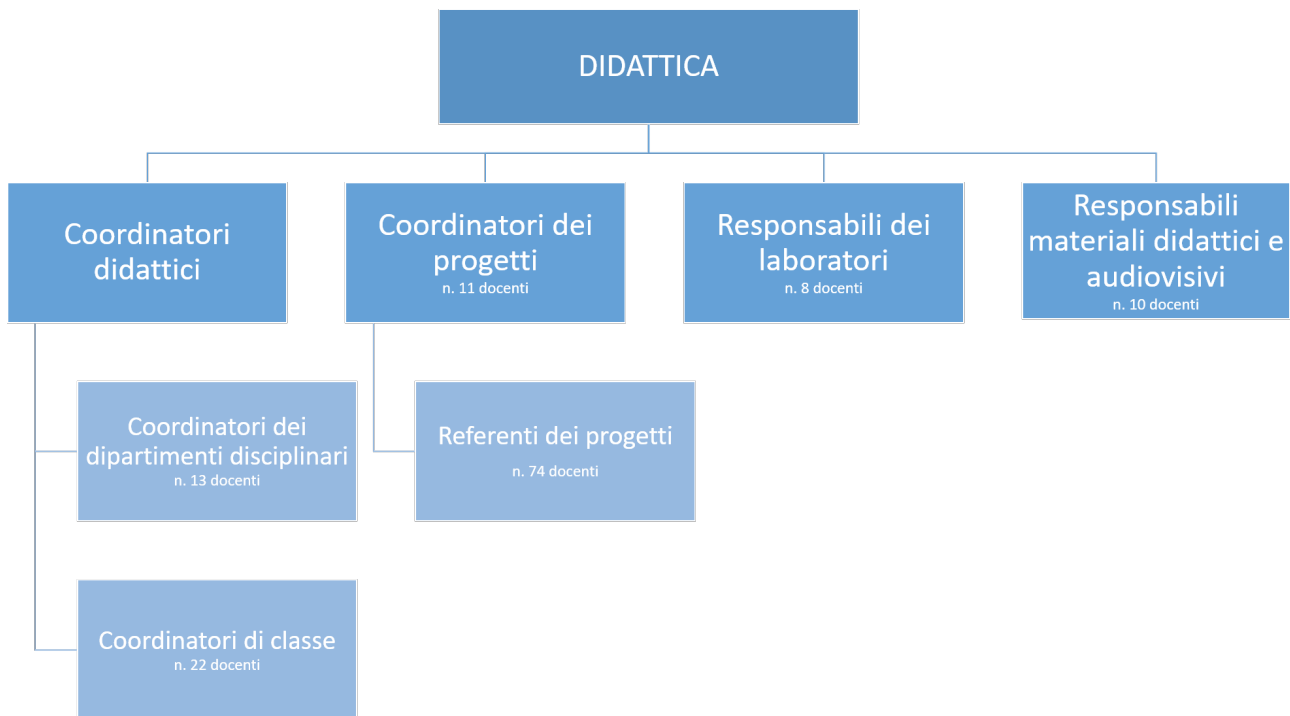 DIDATTICA
Coordinatori
didattici
Coordinatori dei
progetti
n. 11 docenti
Responsabili dei
laboratori
n. 8 docenti
Responsabili
materiali didattici e
audiovisivi
n. 10 docenti
Coordinatori dei
dipartimenti disciplinari
n. 13 docenti
Referenti dei progetti
n. 74 docenti
Coordinatori di classe
n. 22 docenti